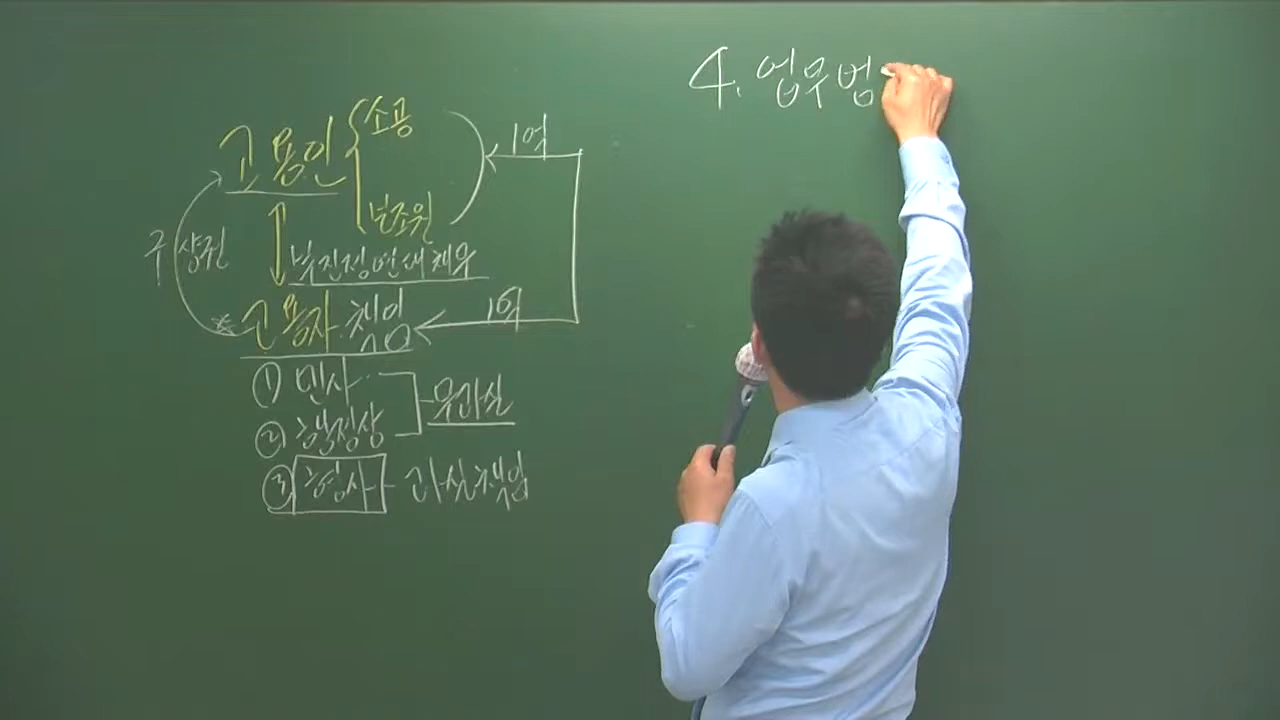 4. 업무범
고용인 { 소공
1억
보조원
구상권
부진정연대채무
* 고용자 책임
1억
① 민사
무과실
② 행정상
③ 형사 - 과실책임